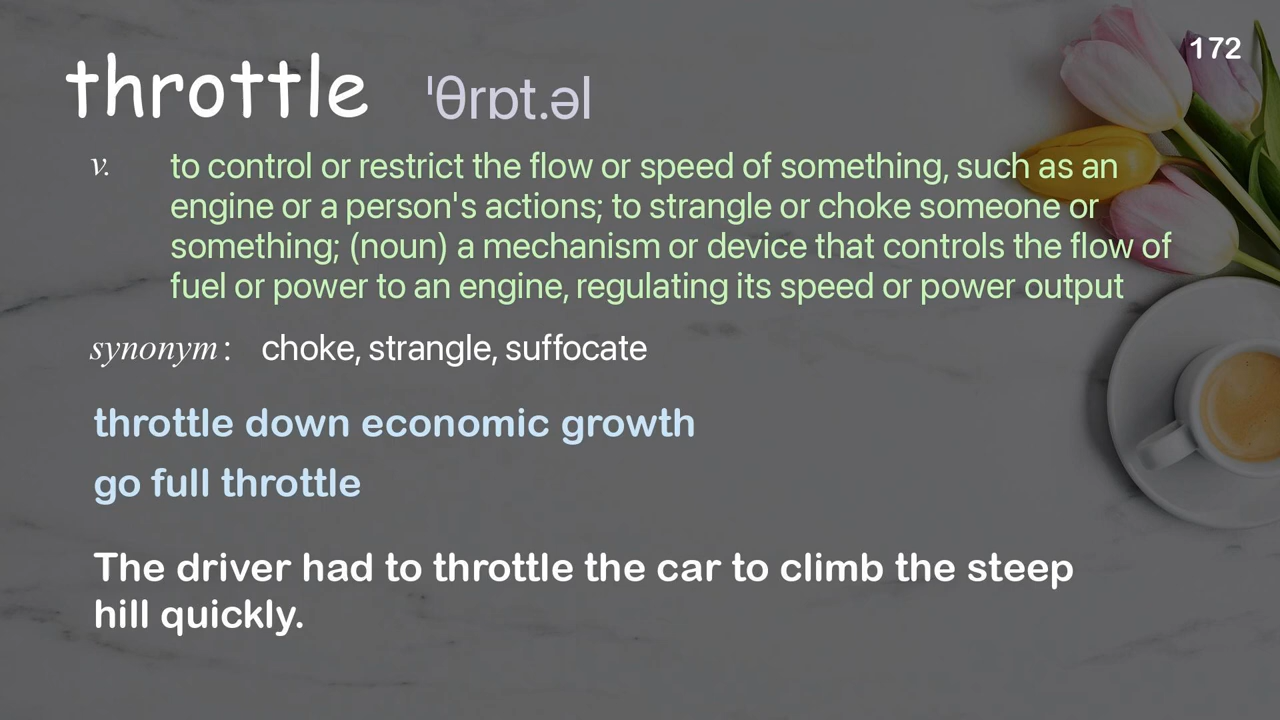 172
throttle ˈθrɒt.əl
v. to control or restrict the flow or speed of something, such as an
engine or a person's actions; to strangle or choke someone or
something; (noun) a mechanism or device that controls the flow of
fuel or power to an engine, regulating its speed or power output
synonym: choke, strangle, suffocate
throttle down economic growth
go full throttle
The driver had to throttle the car to climb the steep
hill quickly.